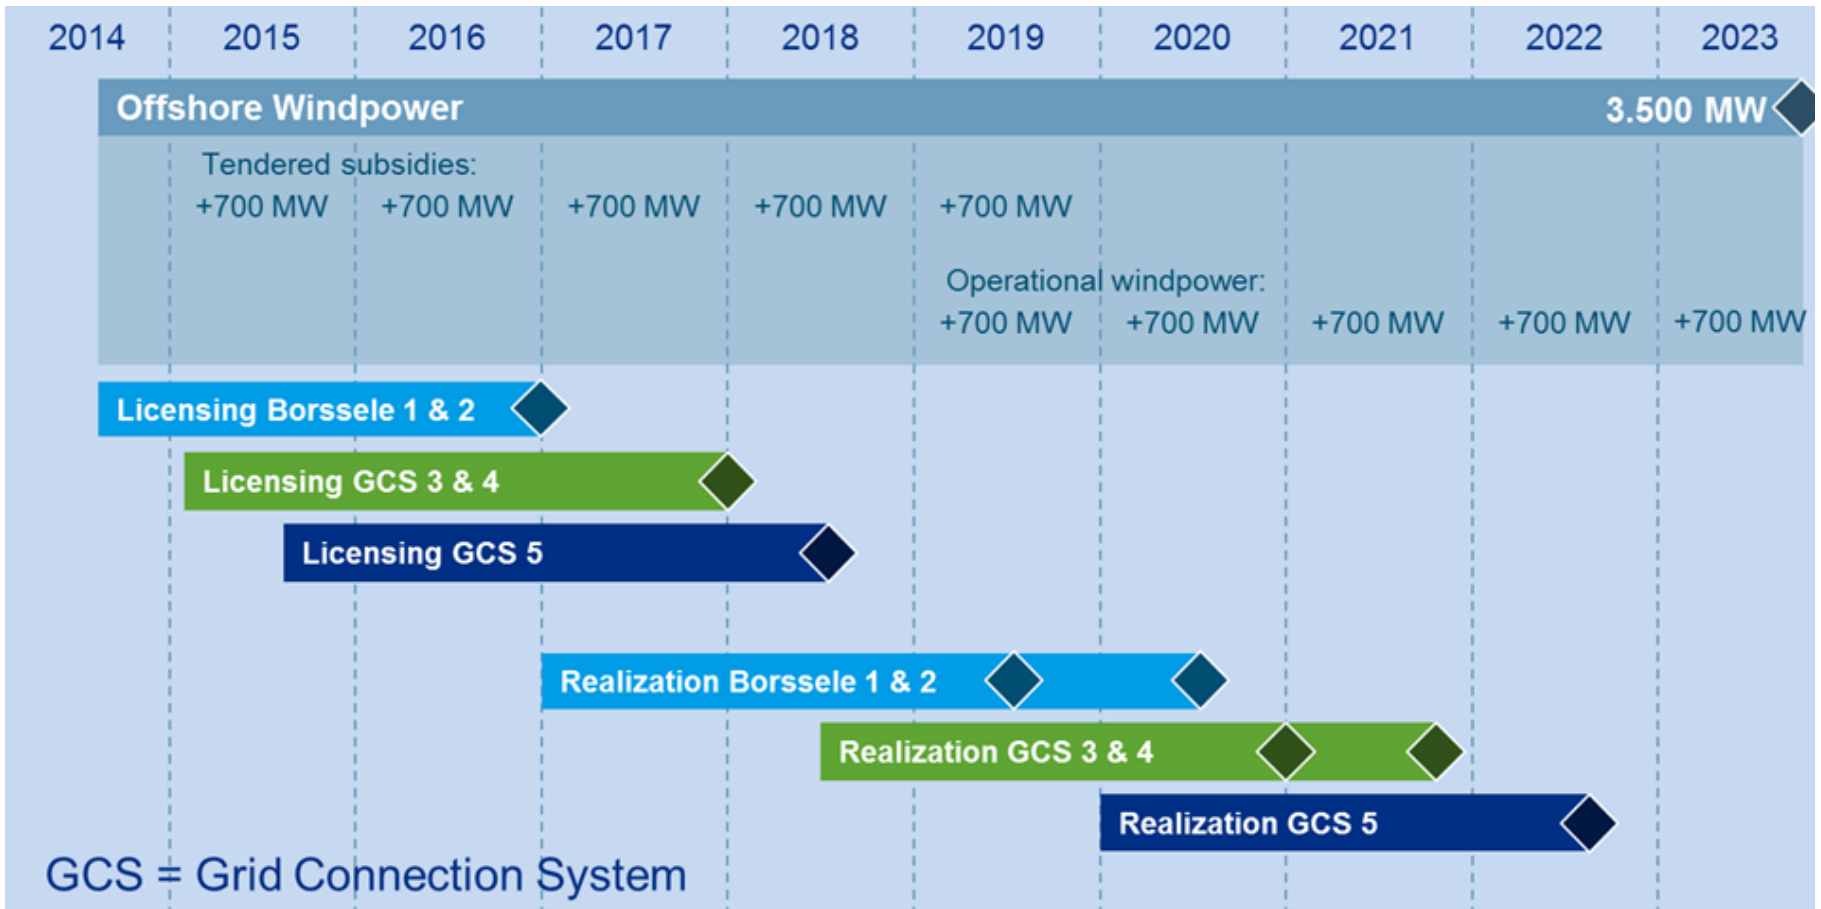 2014 2015 2016 2017 2018 2019 2020 2021 2022 2023
Offshore Windpower 3.500 MW
Tendered subsidies:
+700 MW +700 MW +700 MW +700 MW +700 MW
Operational windpower:
+700 MW +700 MW +700 MW +700 MW +700 MW
Licensing Borssele 1 & 2
Licensing GCS 3 & 4
Licensing GCS 5
Realization Borssele 1 & 2
Realization GCS 3 & 4
Realization GCS 5
GCS = Grid Connection System